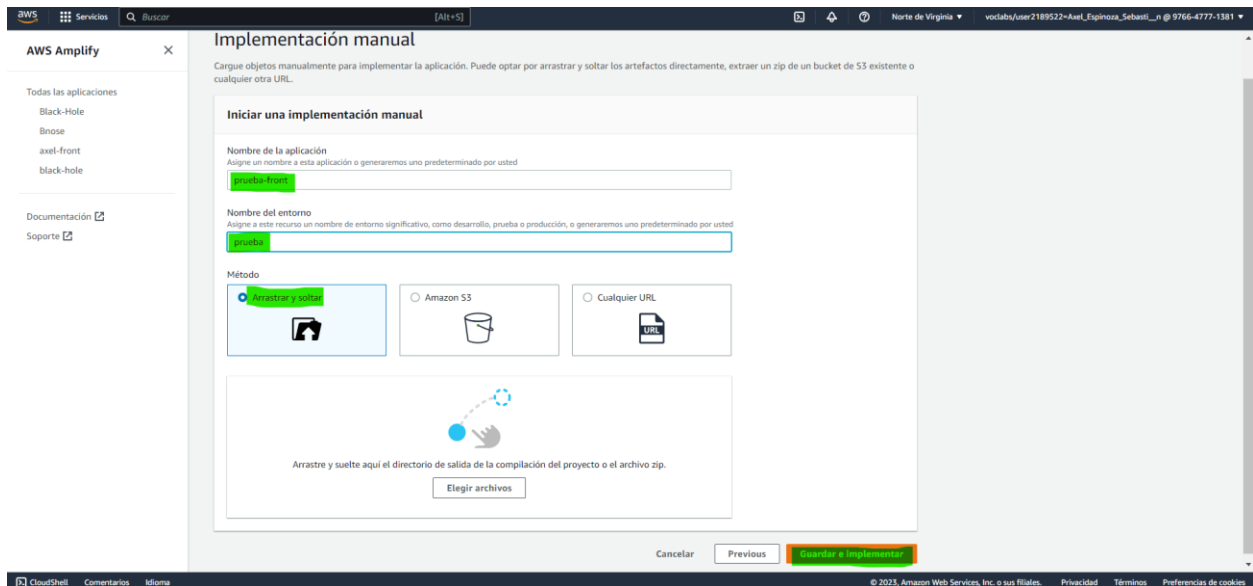 aws
Servicios
Buscar
[Alt+S]
Norte de Virginia ▼
voclabs/user2189522=Axel_Espinoza_Sebasti__n @ 9766-4777-1381 ▼
AWS Amplify
Todas las aplicaciones
Black-Hole
Bnose
axel-front
black-hole
Documentación
Soporte
Implementación manual
Cargue objetos manualmente para implementar la aplicación. Puede optar por arrastrar y soltar los artefactos directamente, extraer un zip de un bucket de S3 existente o
cualquier otra URL.
Iniciar una implementación manual
Nombre de la aplicación
Asigne un nombre a esta aplicación o generaremos uno predeterminado por usted
prueba-front
Nombre del entorno
Asigne a este recurso un nombre de entorno significativo, como desarrollo, prueba o producción, o generaremos uno predeterminado por usted
prueba
Método
Arrastrar y soltar
Amazon S3
Cualquier URL
URL
Arrastre y suelte aquí el directorio de salida de la compilación del proyecto o el archivo zip.
Elegir archivos
Cancelar
Previous
Guardar e implementar
CloudShell
Comentarios
Idioma
© 2023, Amazon Web Services, Inc. o sus filiales.
Privacidad
Términos
Preferencias de cookies